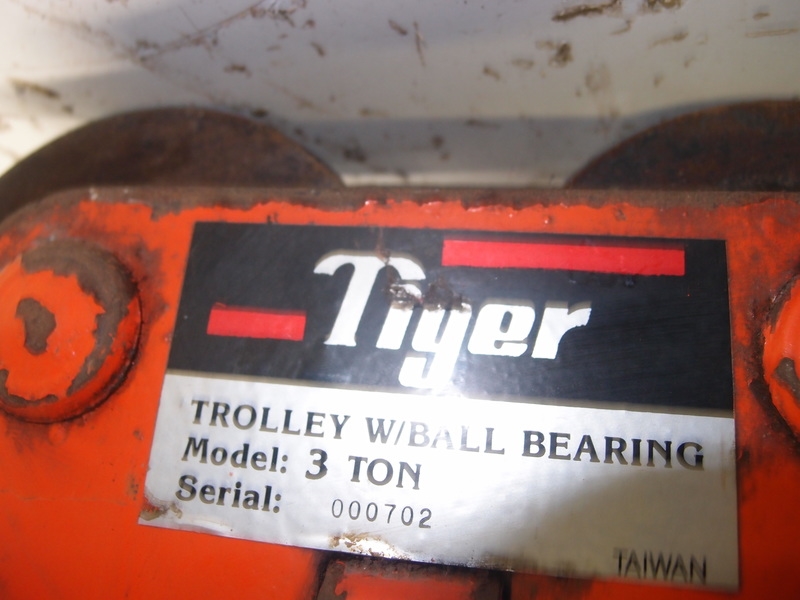 Tiger
TROLLEY W/BALL BEARING
Model: 3 TON
Serial: 000702
TAIWAN